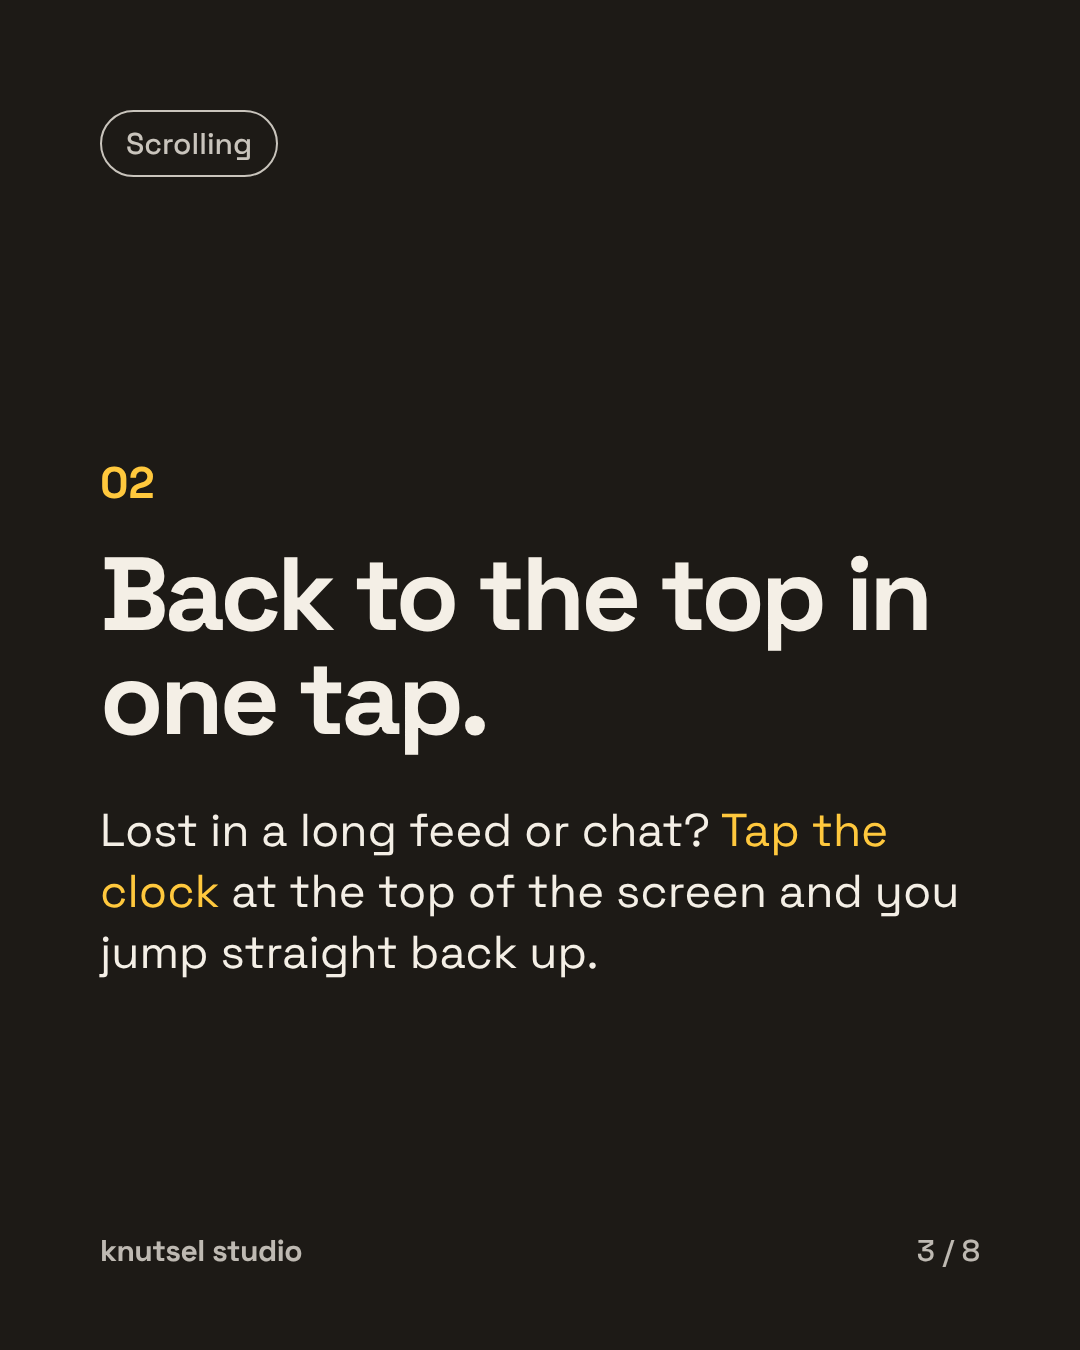 Scrolling
02
Back to the top in
one tap.
Lost in a long feed or chat? Tap the
clock at the top of the screen and you
jump straight back up.
knutsel studio
3 / 8